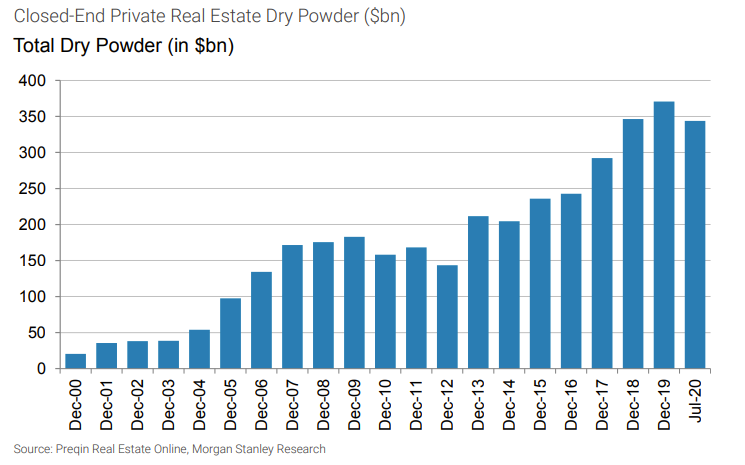 Closed-End Private Real Estate Dry Powder ($bn)
Total Dry Powder (in $bn)
400
350
300
250
200
150
100
50
0
Dec-00
Dec-01
Dec-02
Dec-03
Dec-04
Dec-05
Dec-06
Dec-07
Dec-08
Dec-09
Dec-10
Dec-11
Dec-12
Dec-13
Dec-14
Dec-15
Dec-16
Dec-17
Dec-18
Dec-19
Jul-20
Source: Preqin Real Estate Online, Morgan Stanley Research